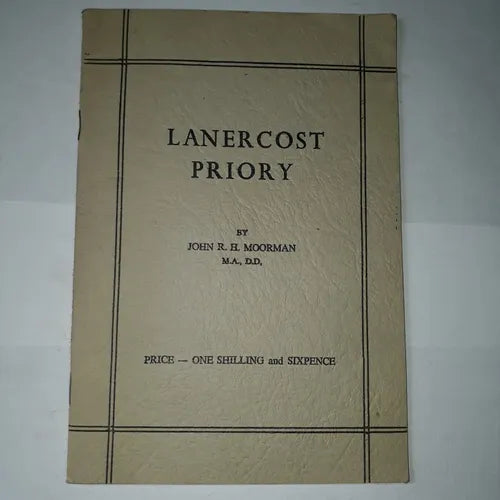 LANERCOST
PRIORY
BY
JOHN R. H. MOORMAN
M.A., D.D,
PRICE — ONE SHILLING and SIXPENCE